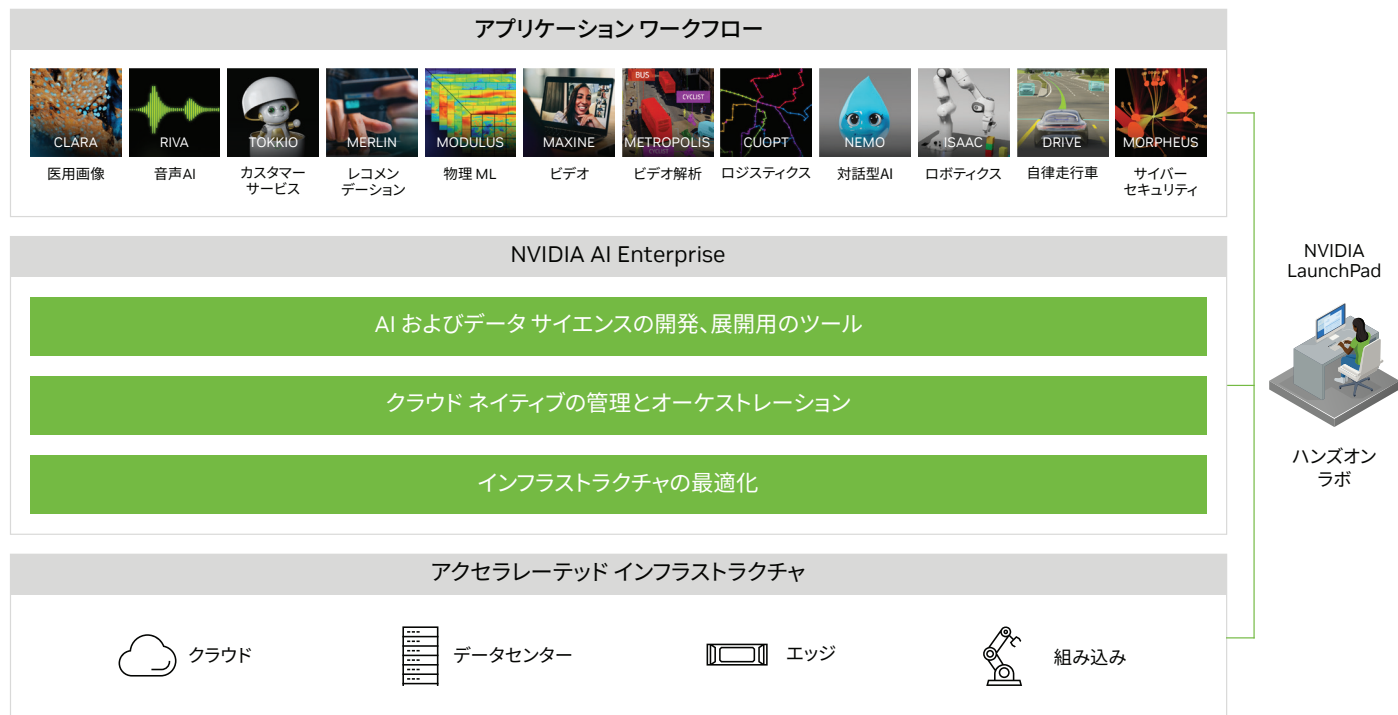 アプリケーション ワークフロー
CLARA
RIVA
TOKKIO
MERLIN
MODULUS
MAXINE
BUS
CYCLIST
METROPOLIS
CYCLIST
CUOPT
NEMO
ISAAC
DRIVE
MORPHEUS
医用画像
音声AI
カスタマー
サービス
レコメン
デーション
物理 ML
ビデオ
ビデオ解析
ロジスティクス
対話型AI
ロボティクス
自律走行車
サイバー
セキュリティ
NVIDIA AI Enterprise
AI およびデータ サイエンスの開発、展開用のツール
クラウド ネイティブの管理とオーケストレーション
インフラストラクチャの最適化
アクセラレーテッド インフラストラクチャ
クラウド
データセンター
エッジ
組み込み
NVIDIA
LaunchPad
ハンズオン
ラボ